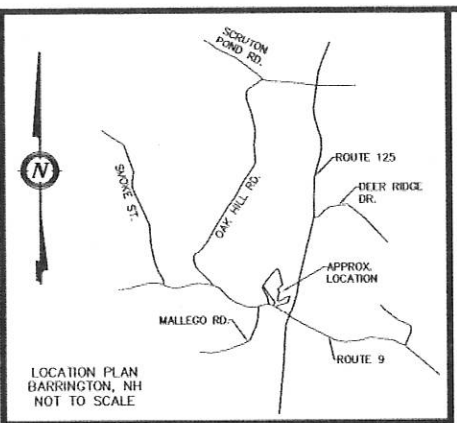 SCRUTON
POND RD.
N
SMOKE ST.
OAK HILL RD.
ROUTE 125
DEER RIDGE
DR.
APPROX.
LOCATION
MALLEGO RD.
ROUTE 9
LOCATION PLAN
BARRINGTON, NH
NOT TO SCALE